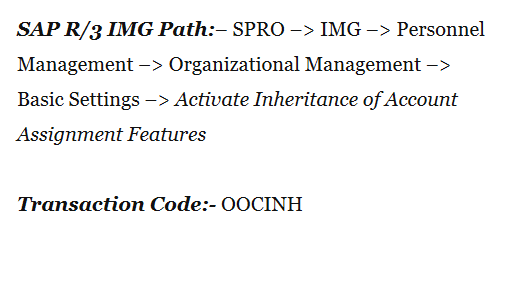 SAP R/3 IMG Path:– SPRO –> IMG –> Personnel
Management –> Organizational Management –>
Basic Settings –> Activate Inheritance of Account
Assignment Features
Transaction Code:- OOCINH